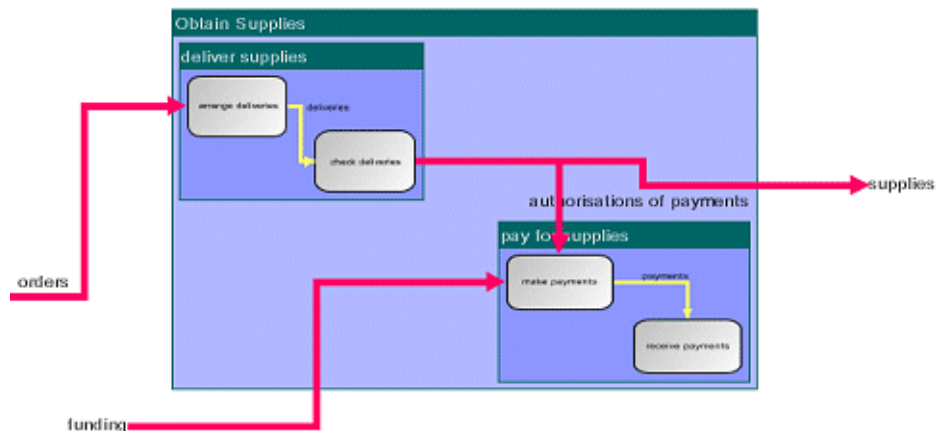 Obtain Supplies
deliver supplies
arrange deliveries
deliveries
check deliveries
supplies
authorisations of payments
pay for supplies
orders
make payments
payments
receive payments
funding